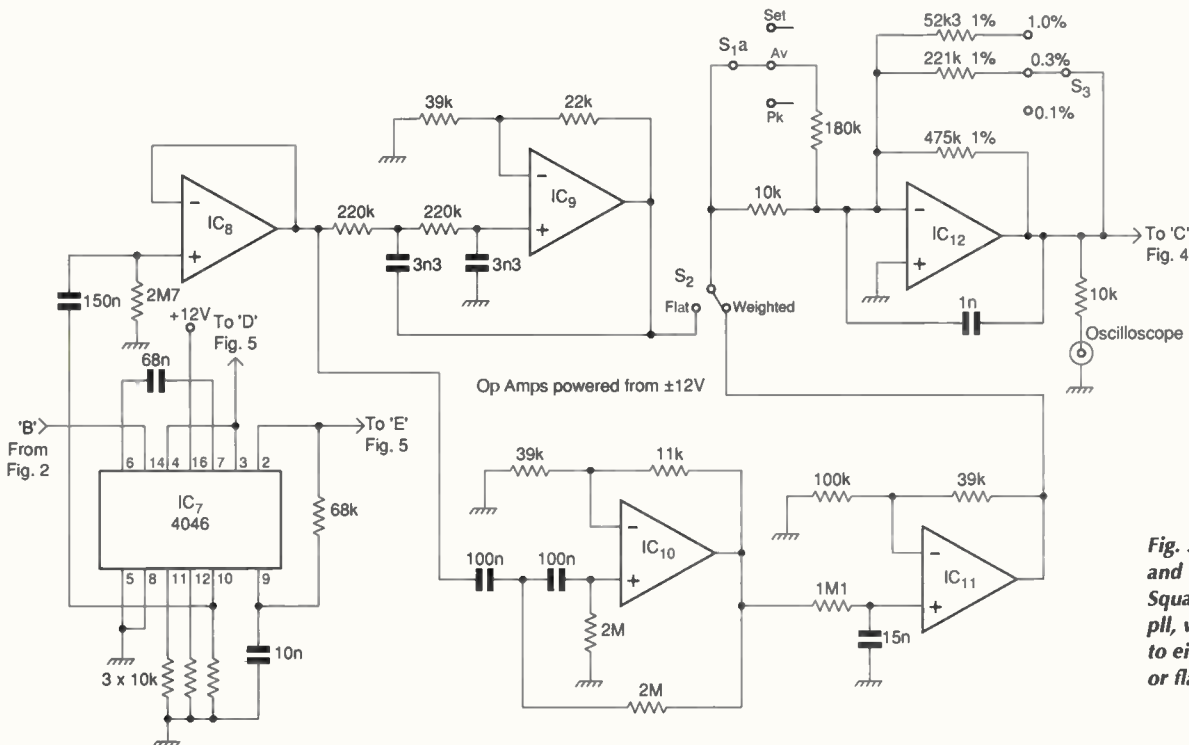 Set
S1a
Av
Pk
180k
52k3 1%
1.0%
221k 1%
0.3%
S3
0.1%
475k 1%
39k
22k
IC9
IC8
220k
220k
3n3
3n3
10k
IC12
To 'C'
Fig. 4
150n
2M7
+12V
To 'D'
Fig. 5
68n
S2
Flat
Weighted
1n
10k
Oscilloscope
Op Amps powered from ±12V
'B'
From
Fig. 2
To 'E'
Fig. 5
6 14 4 16 7 3 2
IC7
4046
68k
5 8 11 12 10 9
3 x 10k
10n
39k
11k
IC10
100n
100n
2M
2M
100k
39k
IC11
1M1
15n
Fig.
and
Squa
pll, v
to ei
or fla